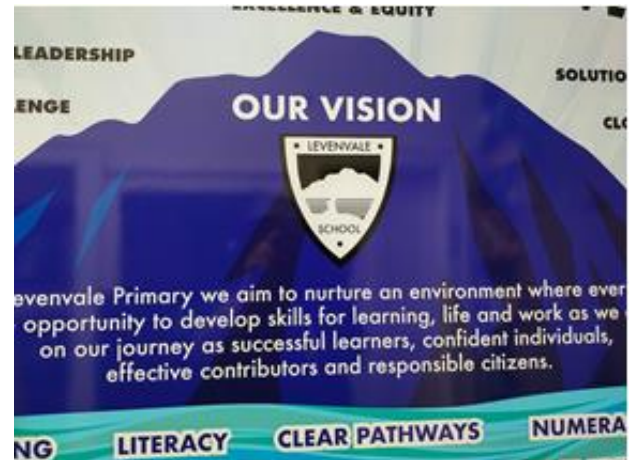 EXCELLENCE & EQUITY
LEADERSHIP
SOLUTIO
ENGE
OUR VISION
CL
LEVENVALE
SCHOOL
evenvale Primary we aim to nurture an environment where ever
opportunity to develop skills for learning, life and work as we
on our journey as successful learners, confident individuals,
effective contributors and responsible citizens.
NG
LITERACY
CLEAR PATHWAYS
NUMERA